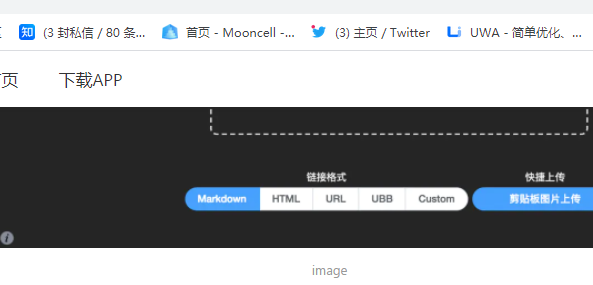 知 (3 封私信 / 80 条... 首页 - Mooncell -... (3) 主页 / Twitter UWA - 简单优化、...
页 下载APP
链接格式 快捷上传
Markdown HTML URL UBB Custom 剪贴板图片上传
image